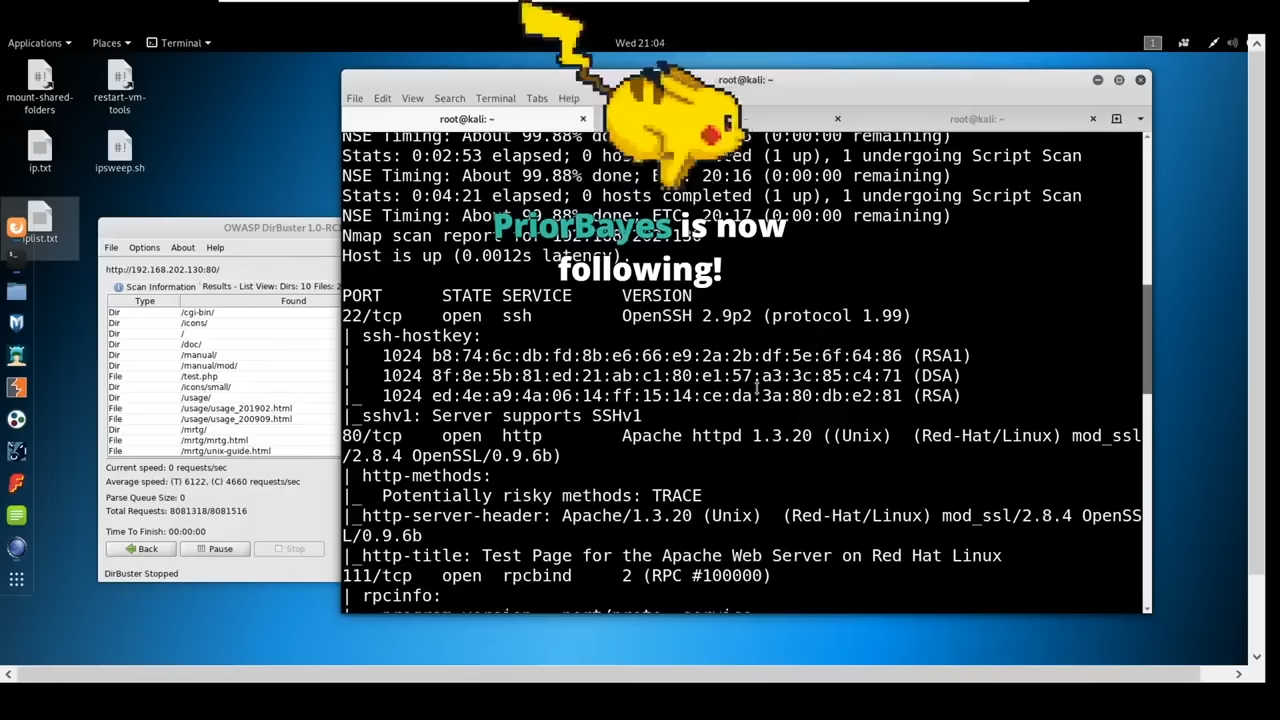 Applications
Places
Terminal
Wed 21:04
1
mount-shared-
folders
restart-vm-
tools
ip.txt
ipsweep.sh
iplist.txt
OWASP DirBuster 1.0-RC
File Options About Help
http://192.168.202.130:80/
Scan Information Results - List View: Dirs: 10 Files:
Type Found
Dir /cgi-bin/
Dir /icons/
Dir /
Dir /doc/
Dir /manual/
Dir /manual/mod/
File /test.php
Dir /icons/small/
Dir /usage/
File /usage/usage_201902.html
File /usage/usage_200909.html
Dir /mrtg/
File /mrtg/mrtg.html
File /mrtg/unix-guide.html
Current speed: 0 requests/sec
Average speed: (T) 6122, (C) 4660 requests/sec
Parse Queue Size: 0
Total Requests: 8081318/8081516
Time To Finish: 00:00:00
Back Pause Stop
DirBuster Stopped
root@kali: ~
File Edit View Search Terminal Tabs Help
root@kali: ~
root@kali: ~
NSE Timing: About 99.88% (0:00:00 remaining)
Stats: 0:02:53 elapsed; 0 (1 up), 1 undergoing Script Scan
NSE Timing: About 99.88% done; 20:16 (0:00:00 remaining)
Stats: 0:04:21 elapsed; 0 hosts completed (1 up), 1 undergoing Script Scan
NSE Timing: About 99.88% done; ETC: 20:17 (0:00:00 remaining)
Nmap scan report for 192.168.202.130
Host is up (0.0012s latency).
PriorBayes is now
following!
PORT STATE SERVICE VERSION
22/tcp open ssh OpenSSH 2.9p2 (protocol 1.99)
| ssh-hostkey:
| 1024 b8:74:6c:db:fd:8b:e6:66:e9:2a:2b:df:5e:6f:64:86 (RSA1)
| 1024 8f:8e:5b:81:ed:21:ab:c1:80:e1:57:a3:3c:85:c4:71 (DSA)
|_ 1024 ed:4e:a9:4a:06:14:ff:15:14:ce:da:3a:80:db:e2:81 (RSA)
|_sshv1: Server supports SSHv1
80/tcp open http Apache httpd 1.3.20 ((Unix) (Red-Hat/Linux) mod_ssl
/2.8.4 OpenSSL/0.9.6b)
| http-methods:
|_ Potentially risky methods: TRACE
|_http-server-header: Apache/1.3.20 (Unix) (Red-Hat/Linux) mod_ssl/2.8.4 OpenSS
L/0.9.6b
|_http-title: Test Page for the Apache Web Server on Red Hat Linux
111/tcp open rpcbind 2 (RPC #100000)
| rpcinfo:
| program version port/proto service